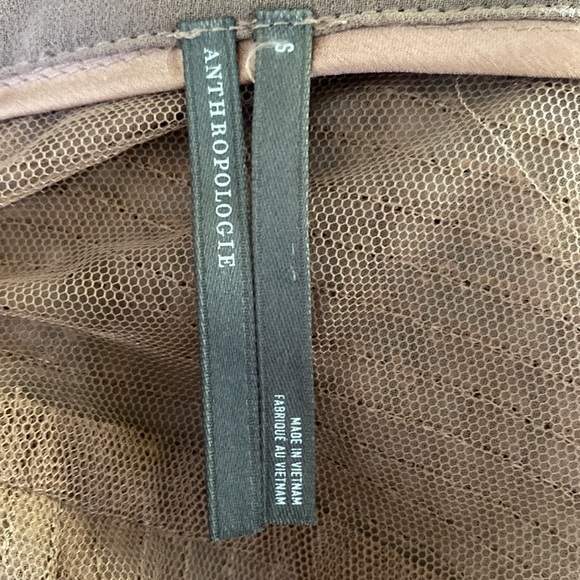 ANTHROPOLOGIE
S
MADE IN VIETNAM
FABRIQUÉ AU VIETNAM